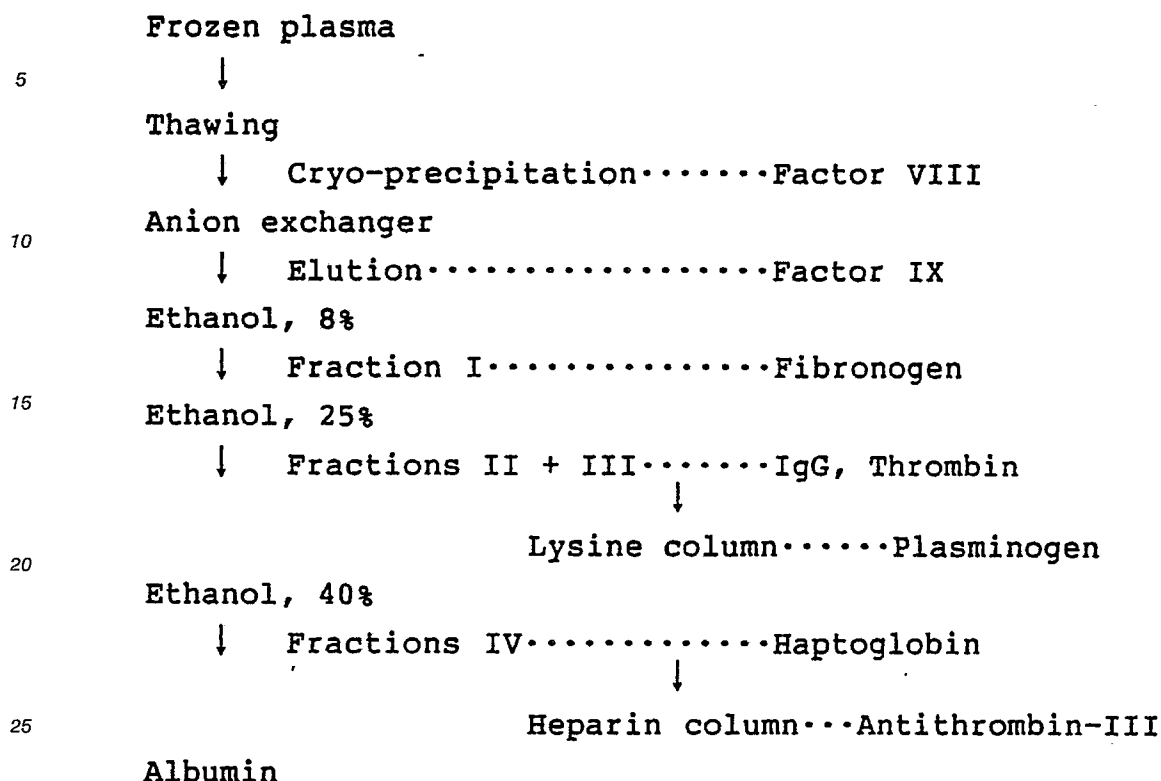 Frozen plasma
5 ↓
Thawing
↓ Cryo-precipitation·······Factor VIII
Anion exchanger
10
↓ Elution··················Factor IX
Ethanol, 8%
↓ Fraction I···············Fibronogen
15
Ethanol, 25%
↓ Fractions II + III·······IgG, Thrombin
↓
Lysine column······Plasminogen
20
Ethanol, 40%
↓ Fractions IV·············Haptoglobin
↓
25 Heparin column···Antithrombin-III
Albumin